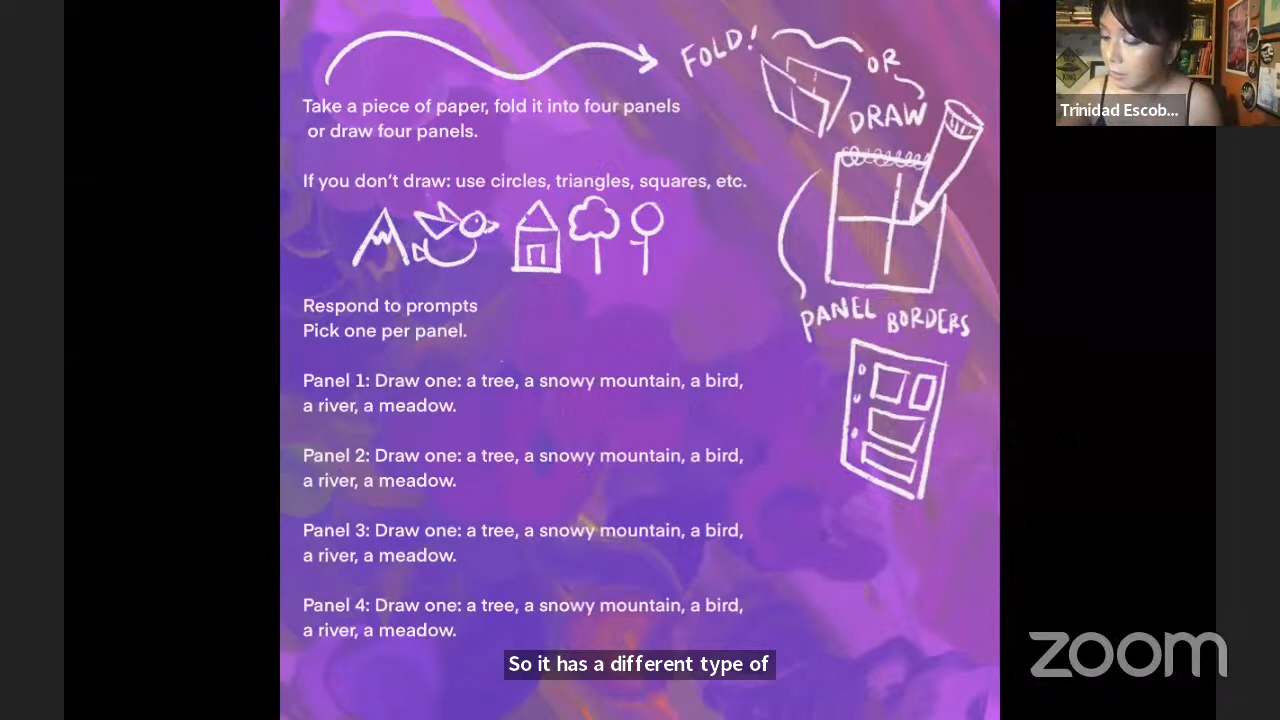 FOLD!
OR
DRAW
Take a piece of paper, fold it into four panels
or draw four panels.
If you don't draw: use circles, triangles, squares, etc.
Respond to prompts
Pick one per panel.
PANEL BORDERS
Panel 1: Draw one: a tree, a snowy mountain, a bird,
a river, a meadow.
Panel 2: Draw one: a tree, a snowy mountain, a bird,
a river, a meadow.
Panel 3: Draw one: a tree, a snowy mountain, a bird,
a river, a meadow.
Panel 4: Draw one: a tree, a snowy mountain, a bird,
a river, a meadow.
So it has a different type of
Trinidad Escob...
zoom